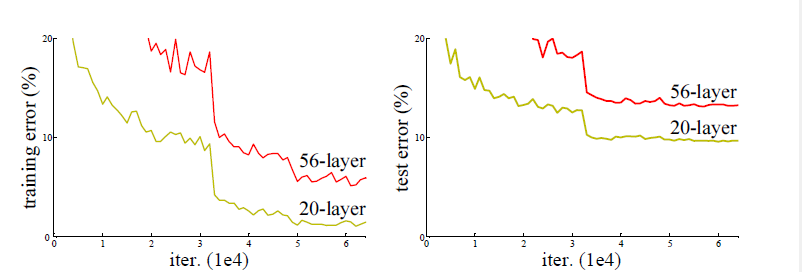 20
10
0
training error (%)
56-layer
20-layer
0 1 2 3 4 5 6
iter. (1e4)
20
10
0
test error (%)
56-layer
20-layer
0 1 2 3 4 5 6
iter. (1e4)